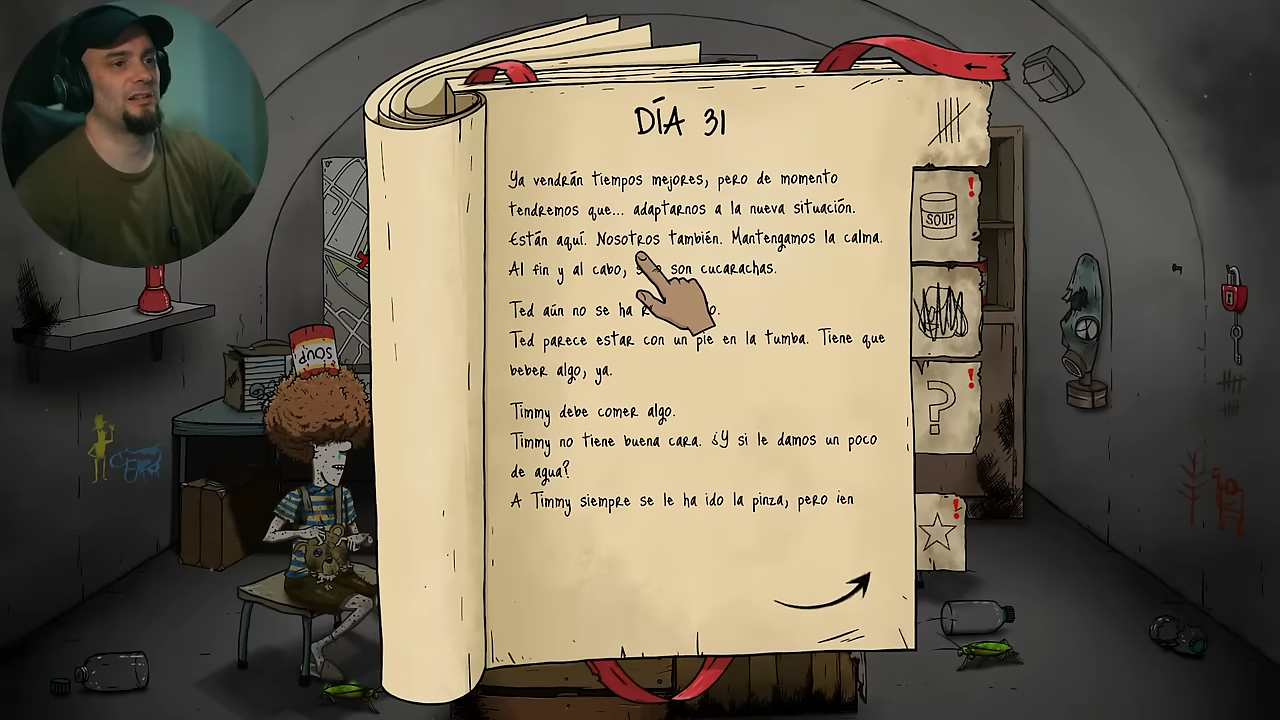 DÍA 31
Ya vendrán tiempos mejores, pero de momento
tendremos que... adaptarnos a la nueva situación.
Están aquí. Nosotros también. Mantengamos la calma.
Al fin y al cabo, son cucarachas.
Ted aún no se ha
Ted parece estar con un pie en la tumba. Tiene que
beber algo, ya.
Timmy debe comer algo.
Timmy no tiene buena cara. ¿Y si le damos un poco
de agua?
A Timmy siempre se le ha ido la pinza, pero ¡en
SOUP
SOUP